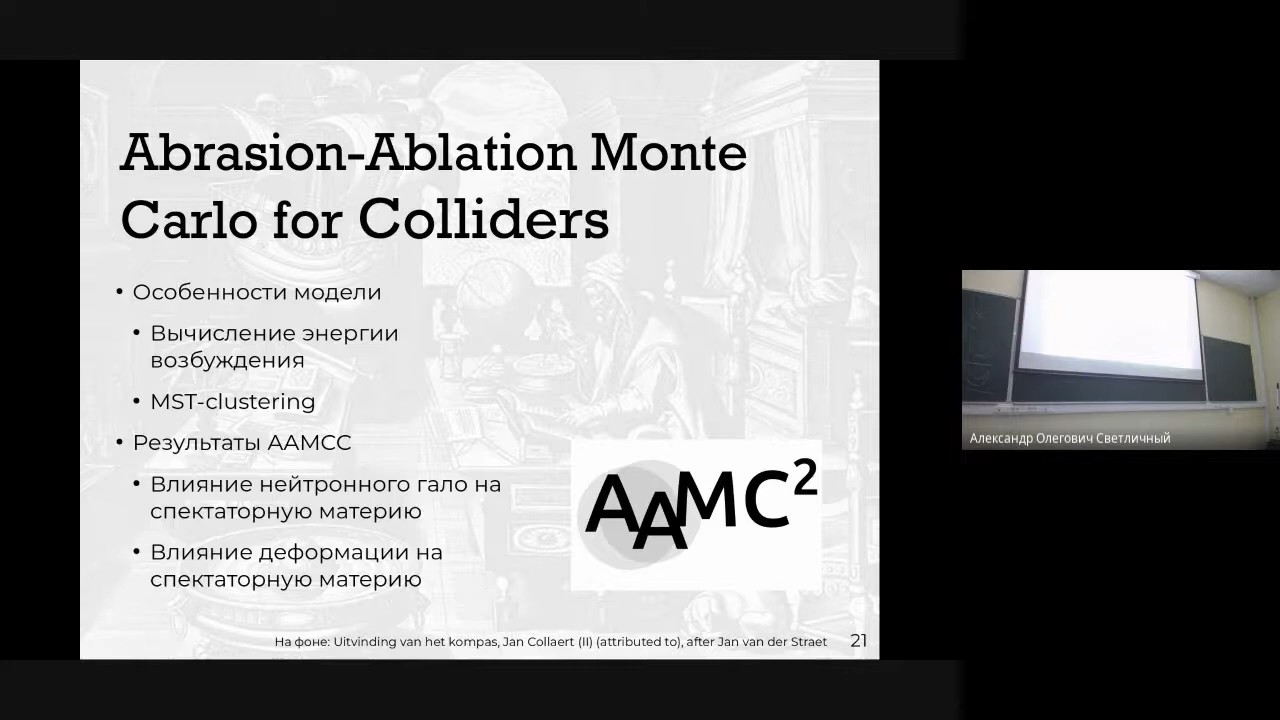 Abrasion-Ablation Monte
Carlo for Colliders
• Особенности модели
• Вычисление энергии
возбуждения
• MST-clustering
• Результаты AAMCC
• Влияние нейтронного гало на
спектаторную материю
• Влияние деформации на
спектаторную материю
AAMC²
На фоне: Uitvinding van het kompas, Jan Collaert (II) (attributed to), after Jan van der Straet
21
Александр Олегович Светличный